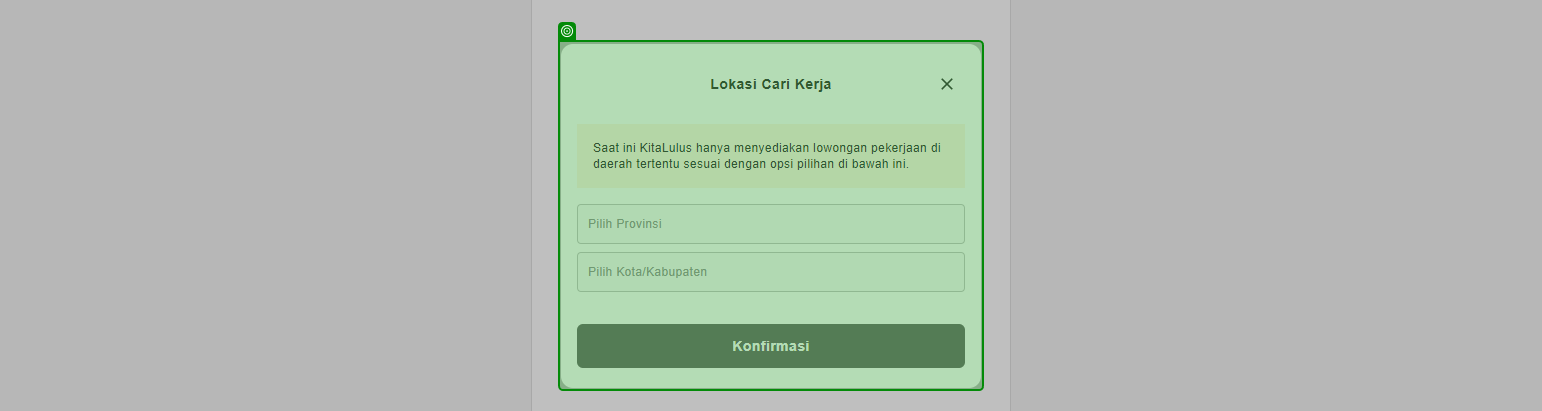 Lokasi Cari Kerja
Saat ini KitaLulus hanya menyediakan lowongan pekerjaan di
daerah tertentu sesuai dengan opsi pilihan di bawah ini.
Pilih Provinsi
Pilih Kota/Kabupaten
Konfirmasi